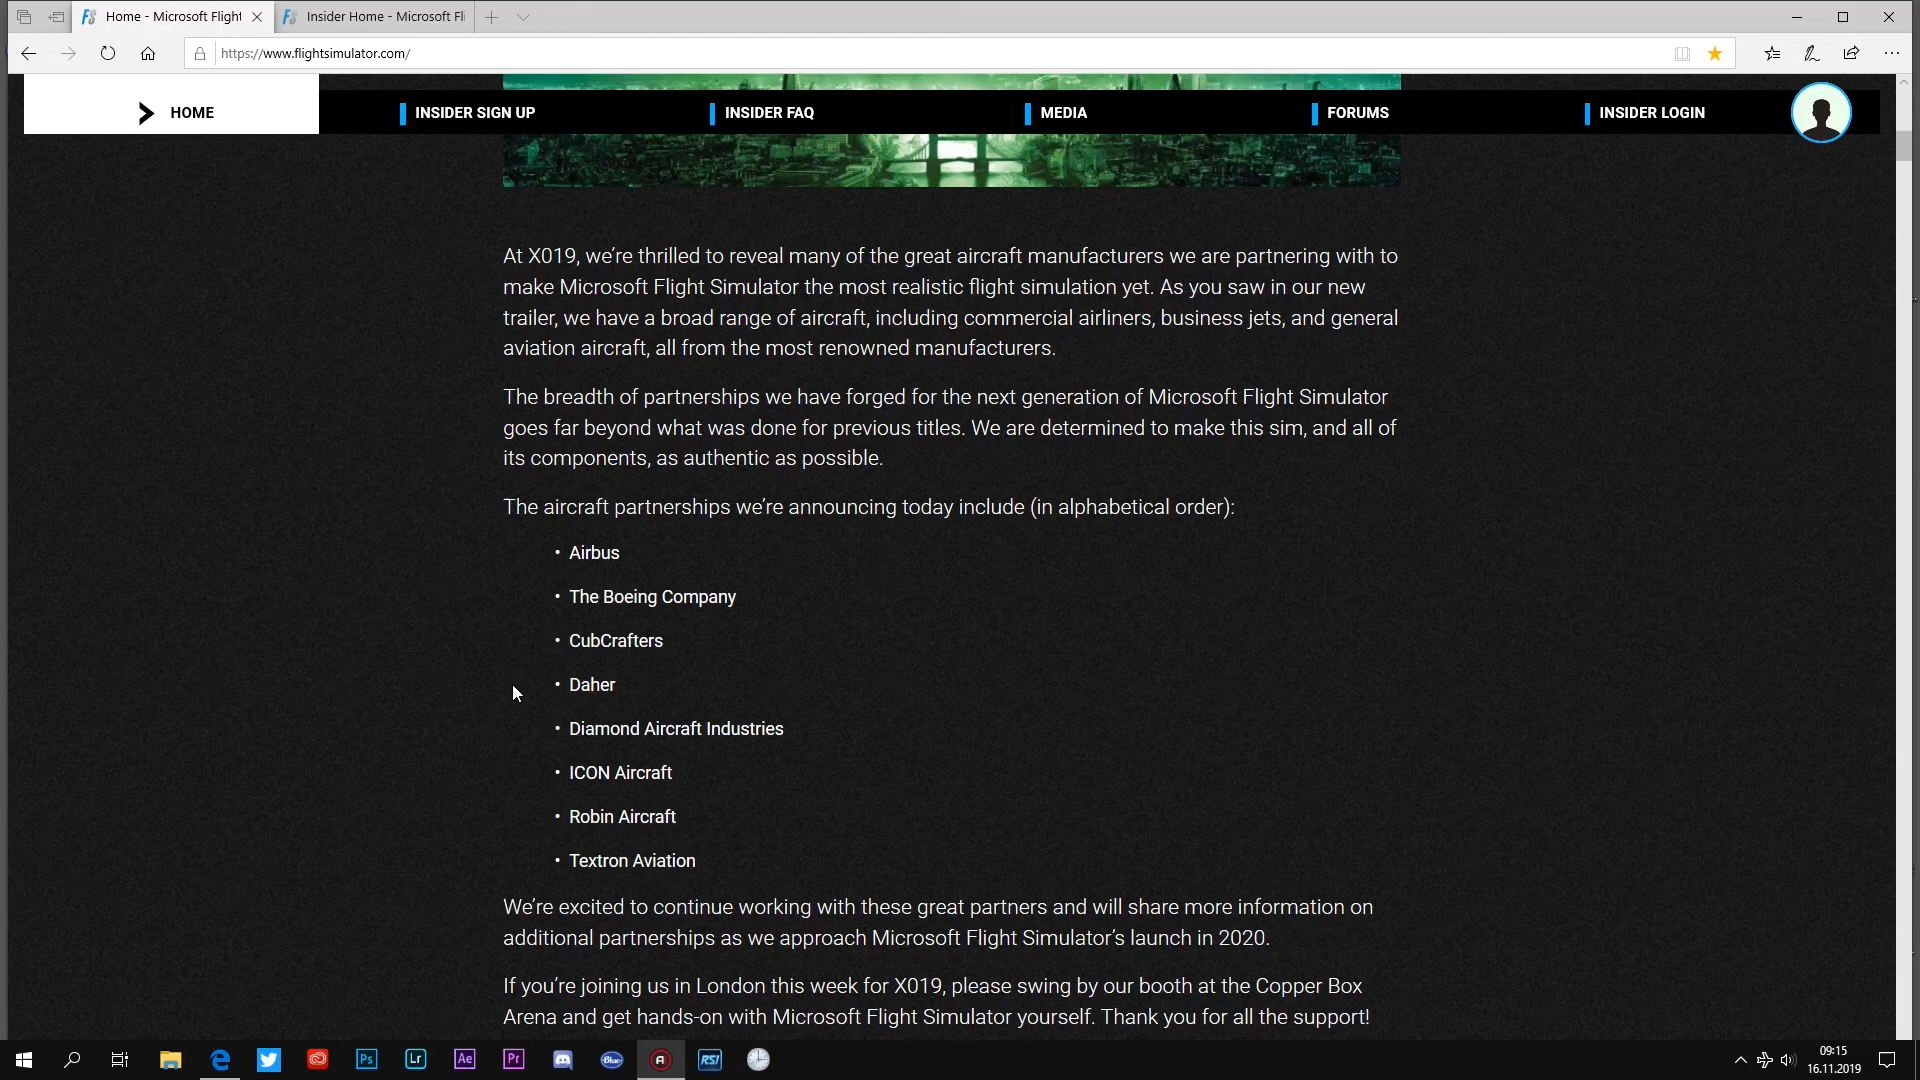 Home - Microsoft Flight
Insider Home - Microsoft Fli
https://www.flightsimulator.com/
HOME
INSIDER SIGN UP
INSIDER FAQ
MEDIA
FORUMS
INSIDER LOGIN
At X019, we’re thrilled to reveal many of the great aircraft manufacturers we are partnering with to
make Microsoft Flight Simulator the most realistic flight simulation yet. As you saw in our new
trailer, we have a broad range of aircraft, including commercial airliners, business jets, and general
aviation aircraft, all from the most renowned manufacturers.
The breadth of partnerships we have forged for the next generation of Microsoft Flight Simulator
goes far beyond what was done for previous titles. We are determined to make this sim, and all of
its components, as authentic as possible.
The aircraft partnerships we’re announcing today include (in alphabetical order):
• Airbus
• The Boeing Company
• CubCrafters
• Daher
• Diamond Aircraft Industries
• ICON Aircraft
• Robin Aircraft
• Textron Aviation
We’re excited to continue working with these great partners and will share more information on
additional partnerships as we approach Microsoft Flight Simulator’s launch in 2020.
If you’re joining us in London this week for X019, please swing by our booth at the Copper Box
Arena and get hands-on with Microsoft Flight Simulator yourself. Thank you for all the support!
Ps
Lr
Ae
Pr
Blue
RSI
09:15
16.11.2019